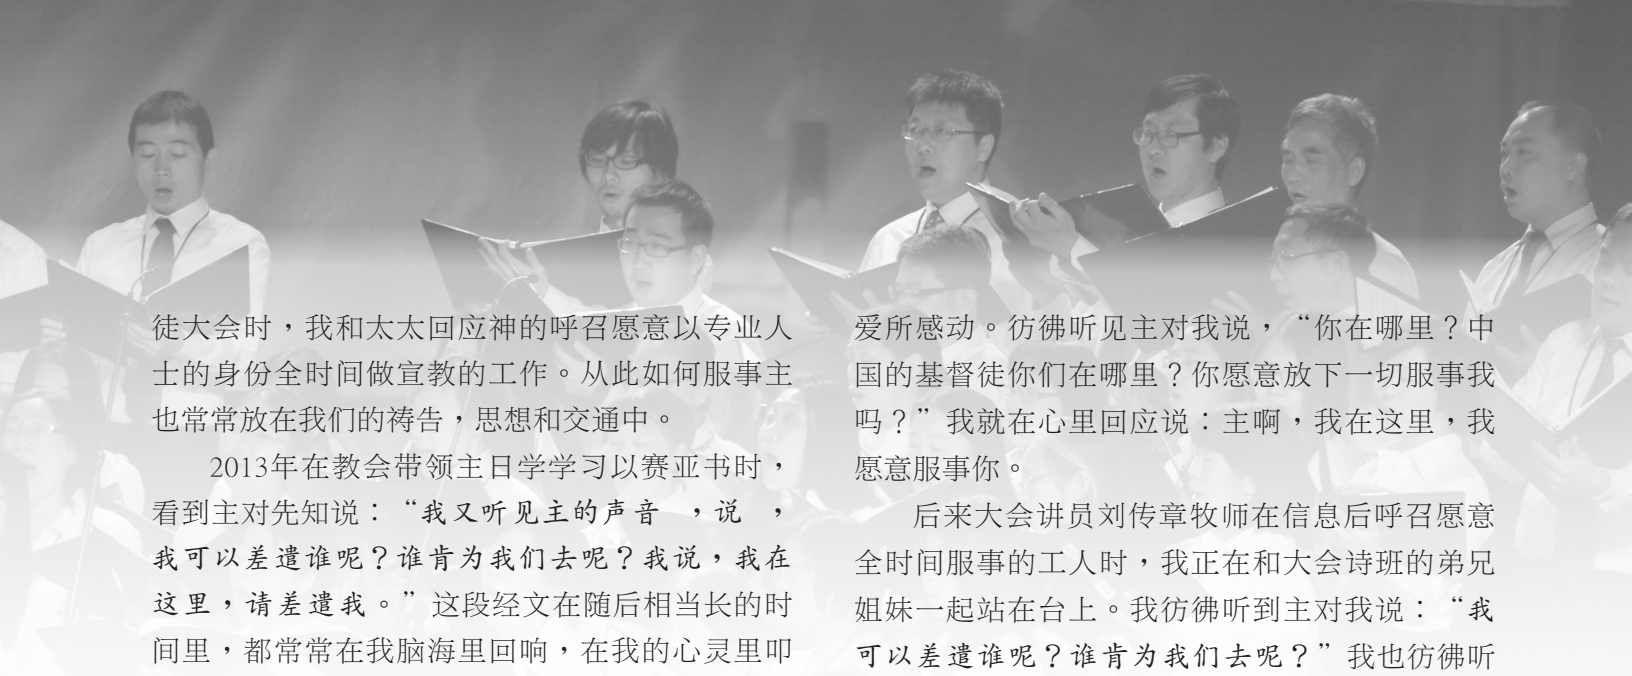 徒大会时，我和太太回应神的呼召愿意以专业人
士的身份全时间做宣教的工作。从此如何服事主
也常常放在我们的祷告，思想和交通中。
2013年在教会带领主日学学习以赛亚书时，
看到主对先知说：“我又听见主的声音 ，说 ，
我可以差遣谁呢？谁肯为我们去呢？我说，我在
这里，请差遣我。”这段经文在随后相当长的时
间里，都常常在我脑海里回响，在我的心灵里叩
爱所感动。彷彿听见主对我说，“你在哪里？中
国的基督徒你们在哪里？你愿意放下一切服事我
吗？”我就在心里回应说：主啊，我在这里，我
愿意服事你。
后来大会讲员刘传章牧师在信息后呼召愿意
全时间服事的工人时，我正在和大会诗班的弟兄
姐妹一起站在台上。我彷彿听到主对我说：“我
可以差遣谁呢？谁肯为我们去呢？”我也彷彿听